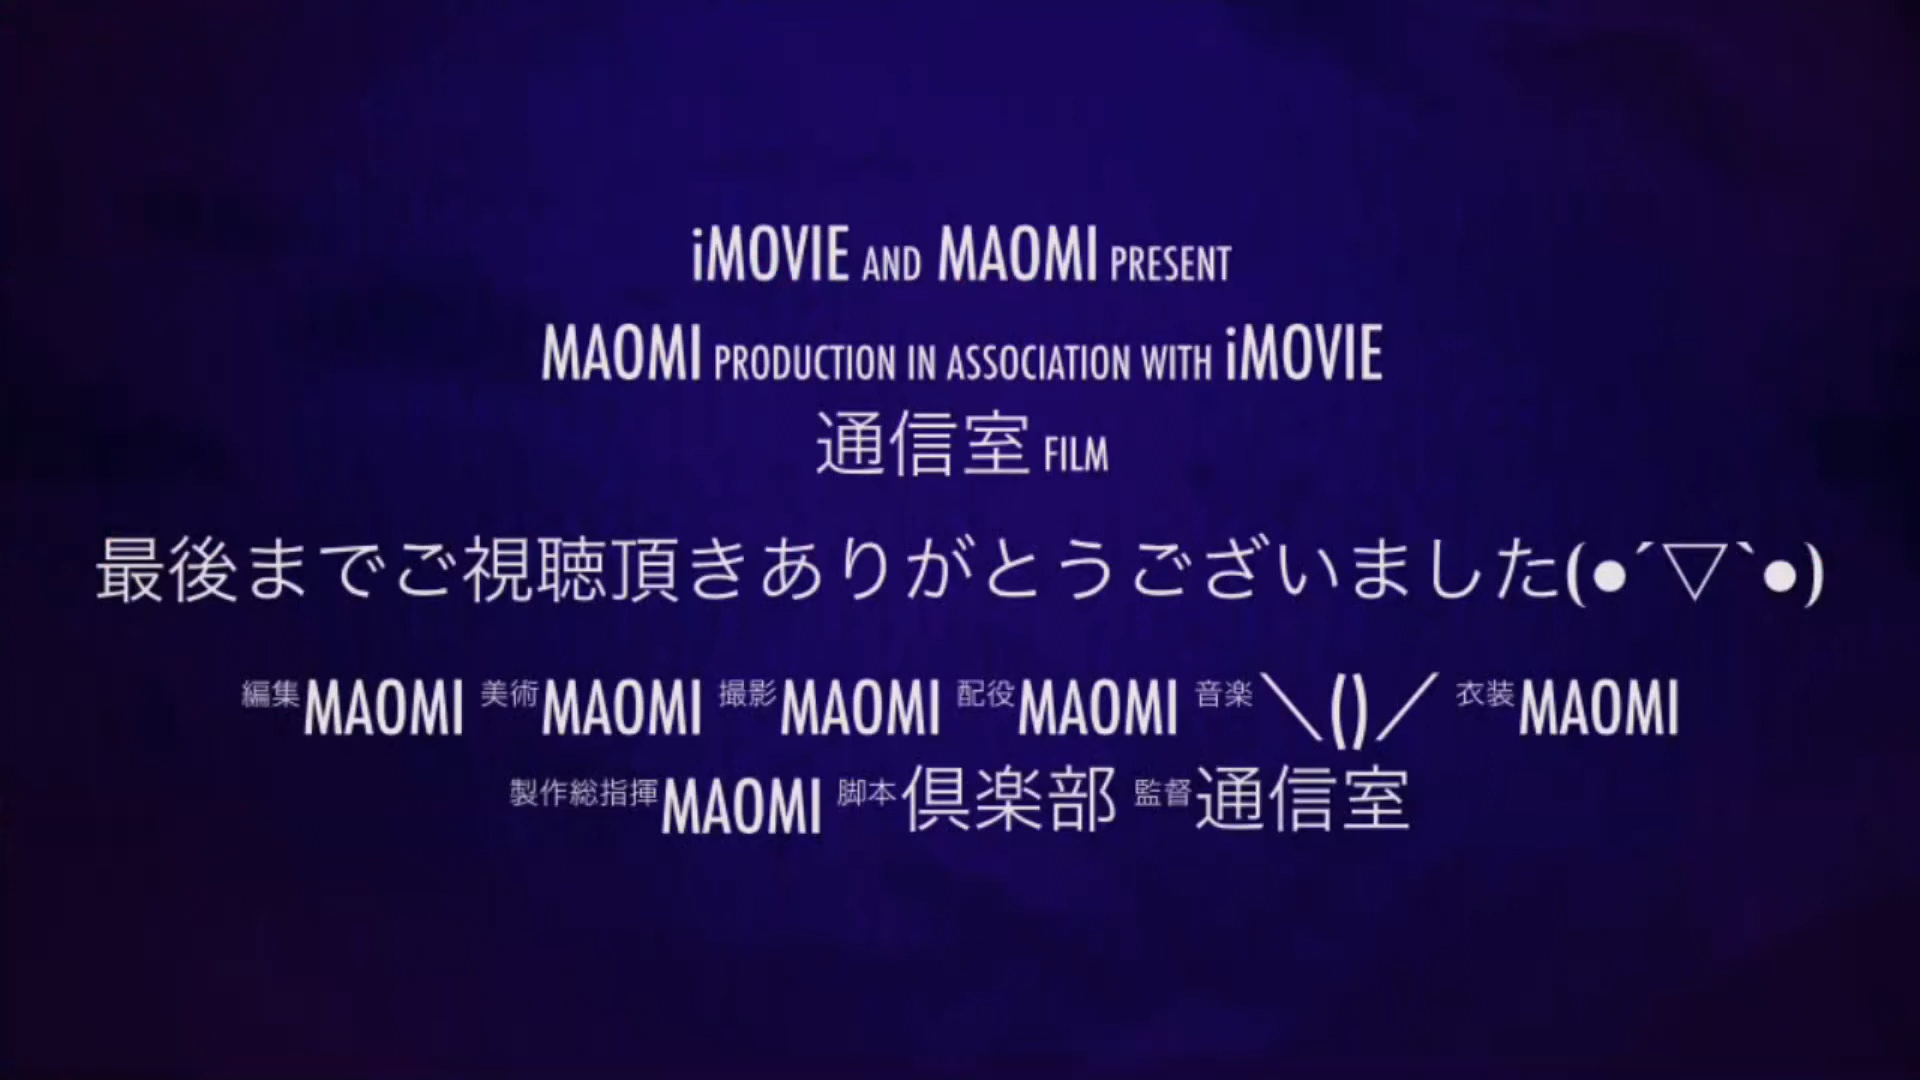 iMOVIE AND MAOMI PRESENT
MAOMI PRODUCTION IN ASSOCIATION WITH iMOVIE
通信室 FILM
最後までご視聴頂きありがとうございました(●´▽`●)
編集MAOMI 美術MAOMI 撮影MAOMI 配役MAOMI 音楽＼()／ 衣装MAOMI
製作総指揮MAOMI 脚本倶楽部 監督通信室